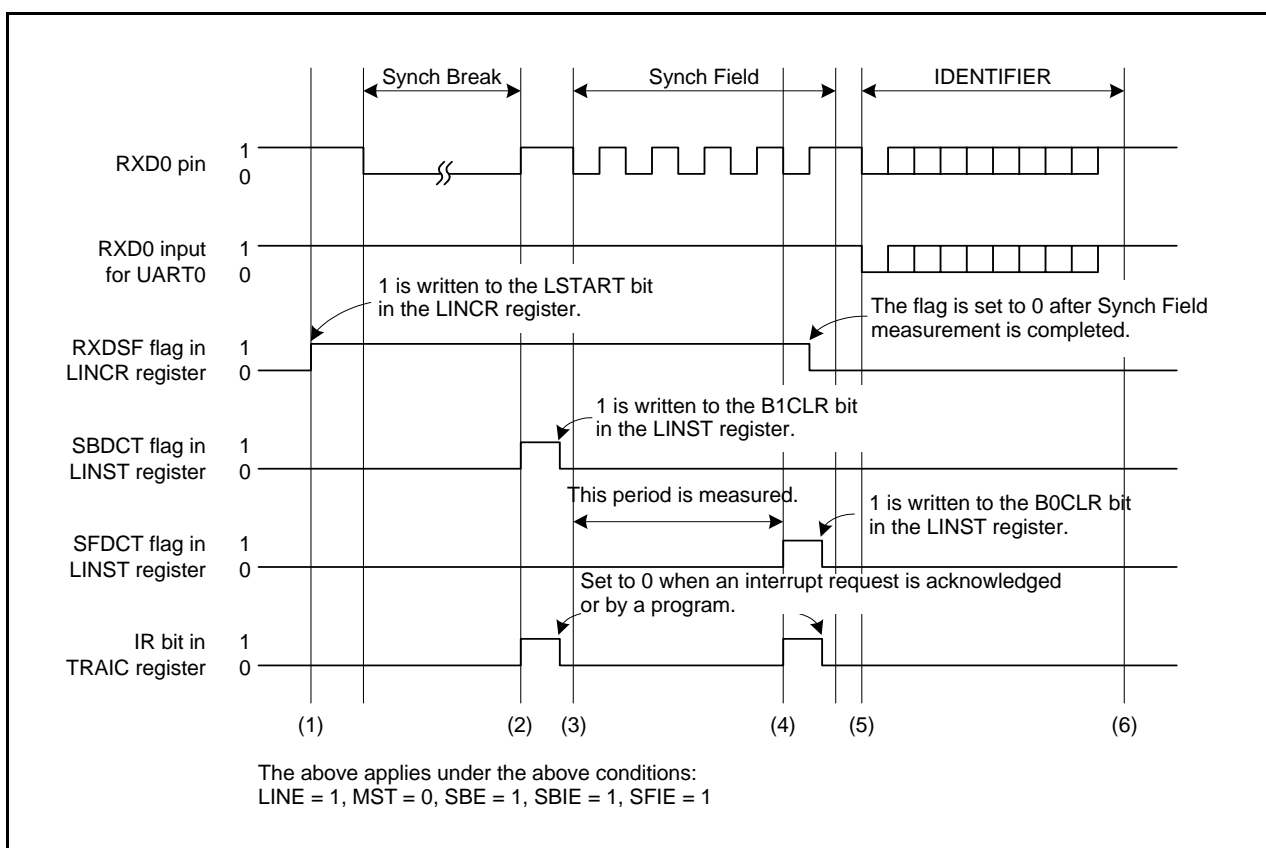 Synch Break
Synch Field
IDENTIFIER
RXD0 pin
1
0
RXD0 input
for UART0
1
0
1 is written to the LSTART bit
in the LINCR register.
The flag is set to 0 after Synch Field
measurement is completed.
RXDSF flag in
LINCR register
1
0
1 is written to the B1CLR bit
in the LINST register.
SBDCT flag in
LINST register
1
0
This period is measured.
1 is written to the B0CLR bit
in the LINST register.
SFDCT flag in
LINST register
1
0
Set to 0 when an interrupt request is acknowledged
or by a program.
IR bit in
TRAIC register
1
0
(1)
(2)
(3)
(4)
(5)
(6)
The above applies under the above conditions:
LINE = 1, MST = 0, SBE = 1, SBIE = 1, SFIE = 1